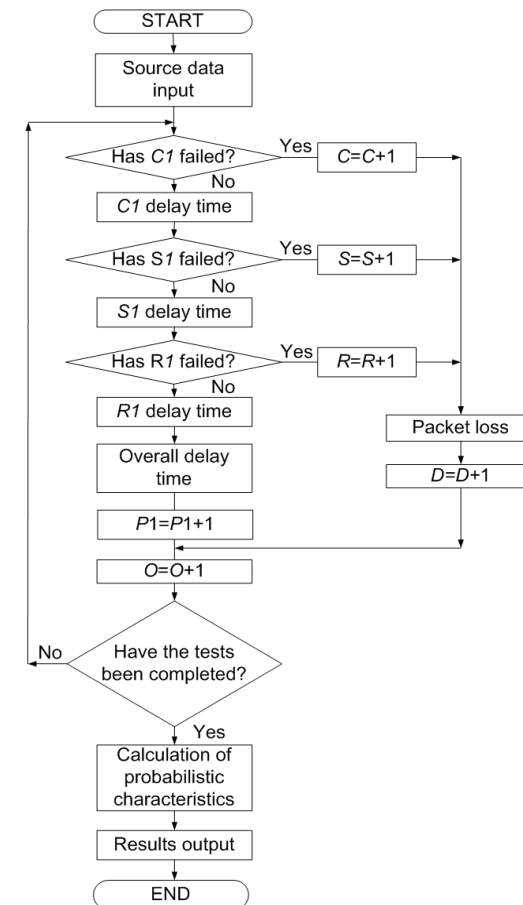 START
Source data
input
Has C1 failed?
Yes
C=C+1
No
C1 delay time
Has S1 failed?
Yes
S=S+1
No
S1 delay time
Has R1 failed?
Yes
R=R+1
No
R1 delay time
Packet loss
Overall delay
time
D=D+1
P1=P1+1
O=O+1
No
Have the tests
been completed?
Yes
Calculation of
probabilistic
characteristics
Results output
END